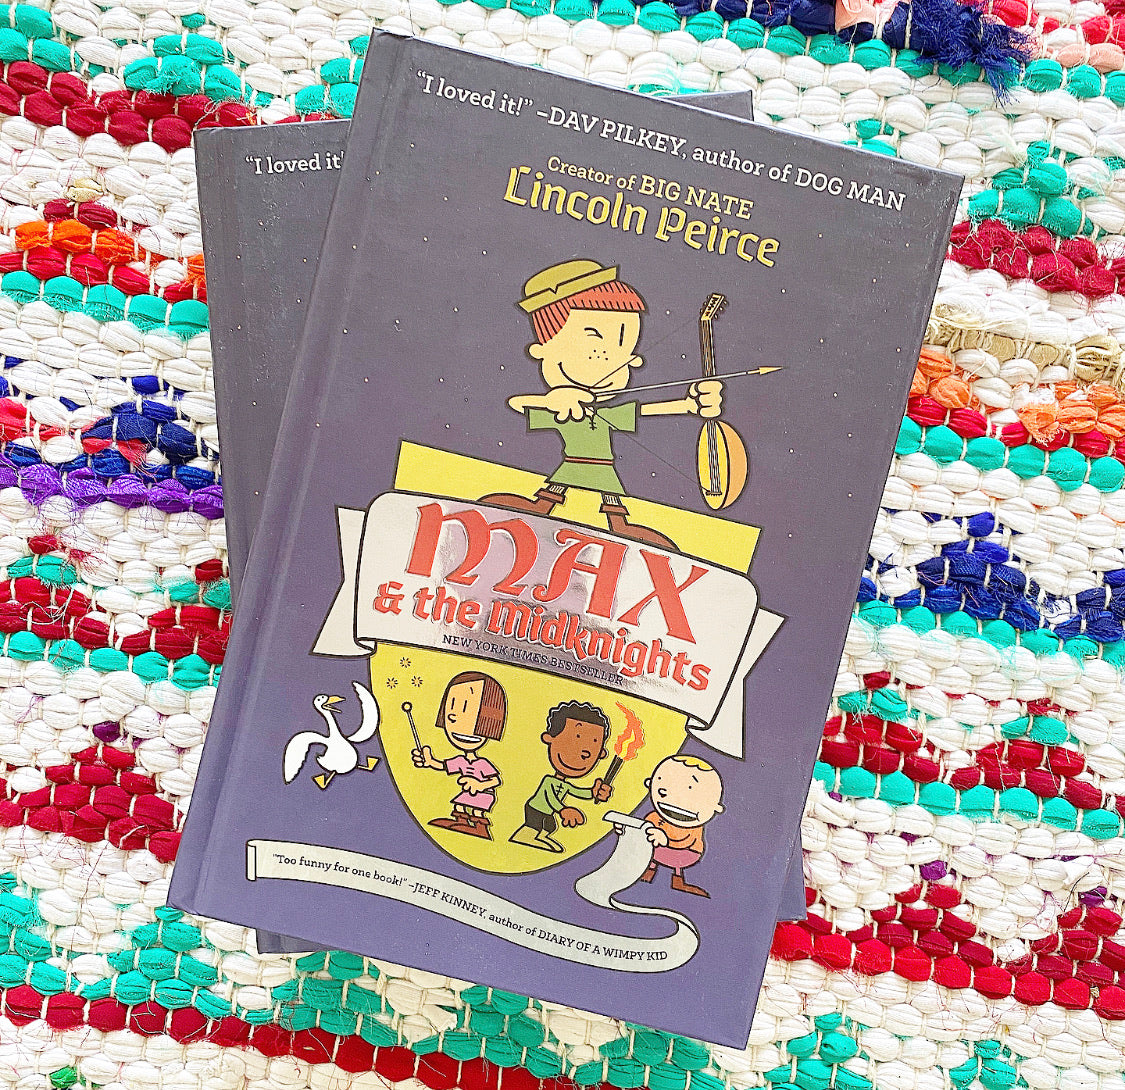 "I loved it!" –DAV PILKEY, author of DOG MAN
"I loved it!
Creator of BIG NATE
Lincoln Peirce
MAX
& the Midknights
NEW YORK TIMES BESTSELLER
"Too funny for one book!" –JEFF KINNEY, author of DIARY OF A WIMPY KID